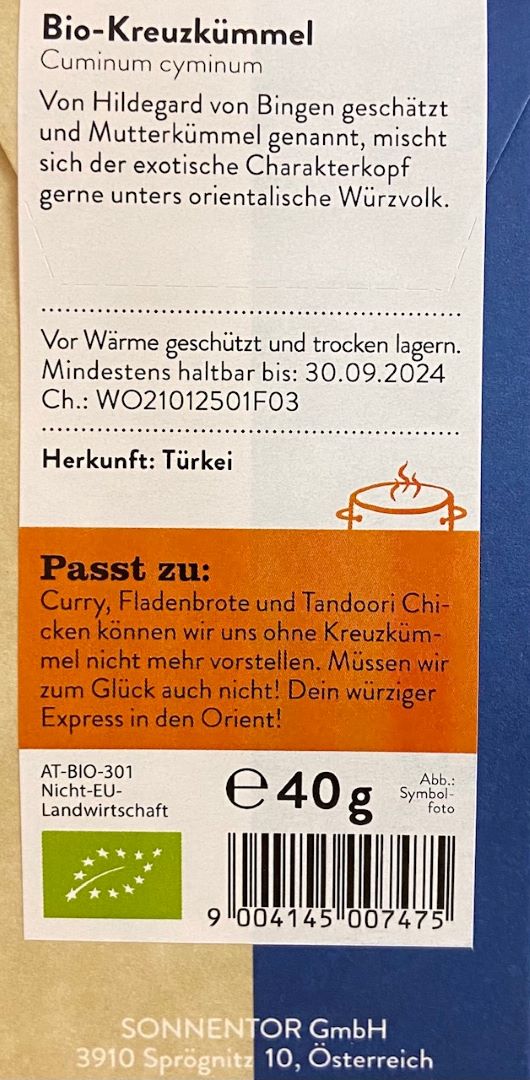 Bio-Kreuzkümmel
Cuminum cyminum
Von Hildegard von Bingen geschätzt
und Mutterkümmel genannt, mischt
sich der exotische Charakterkopf
gerne unters orientalische Würzvolk.
Vor Wärme geschützt und trocken lagern.
Mindestens haltbar bis: 30.09.2024
Ch.: WO21012501F03
Herkunft: Türkei
Passt zu:
Curry, Fladenbrote und Tandoori Chi-
cken können wir uns ohne Kreuzküm-
mel nicht mehr vorstellen. Müssen wir
zum Glück auch nicht! Dein würziger
Express in den Orient!
AT-BIO-301
Nicht-EU-
Landwirtschaft
℮40g
Abb.:
Symbol-
foto
9 004145 007475
SONNENTOR GmbH
3910 Sprögnitz 10, Österreich